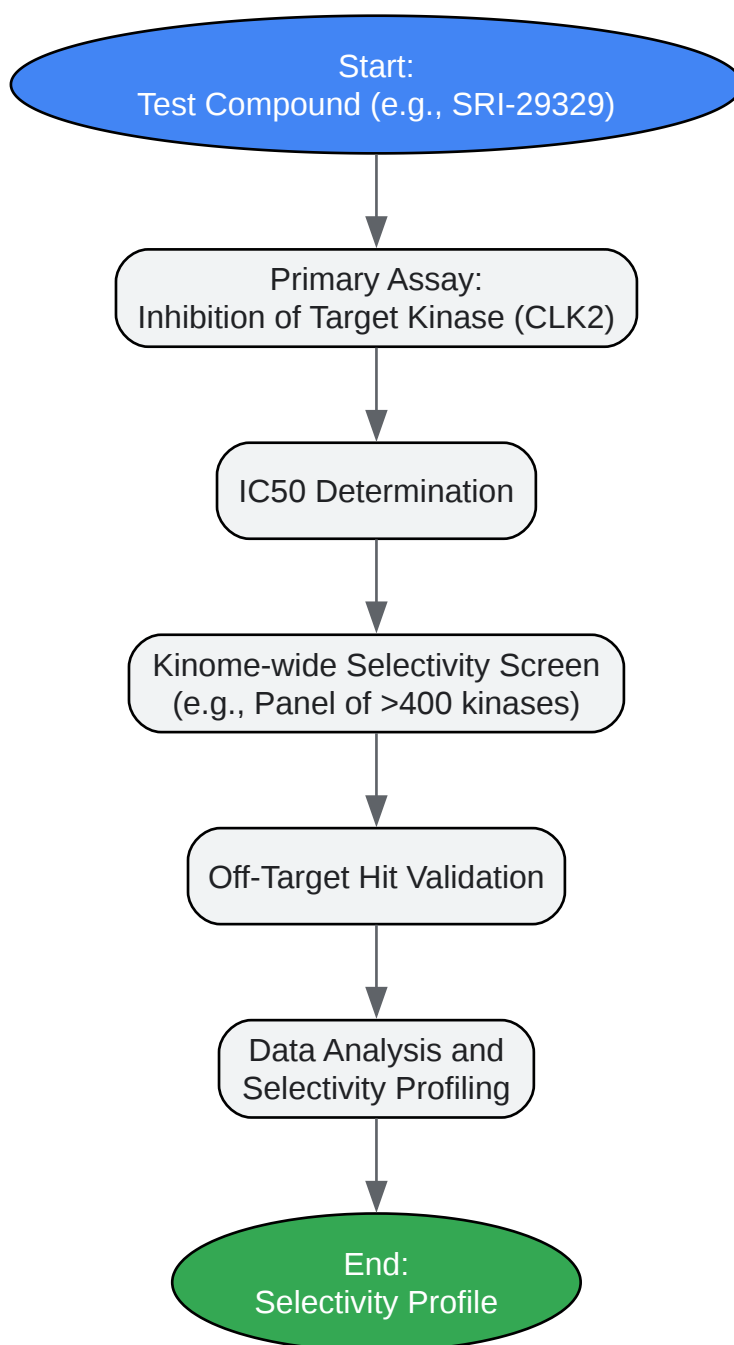 Start:
Test Compound (e.g., SRI-29329)
Primary Assay:
Inhibition of Target Kinase (CLK2)
IC50 Determination
Kinome-wide Selectivity Screen
(e.g., Panel of >400 kinases)
Off-Target Hit Validation
Data Analysis and
Selectivity Profiling
End:
Selectivity Profile